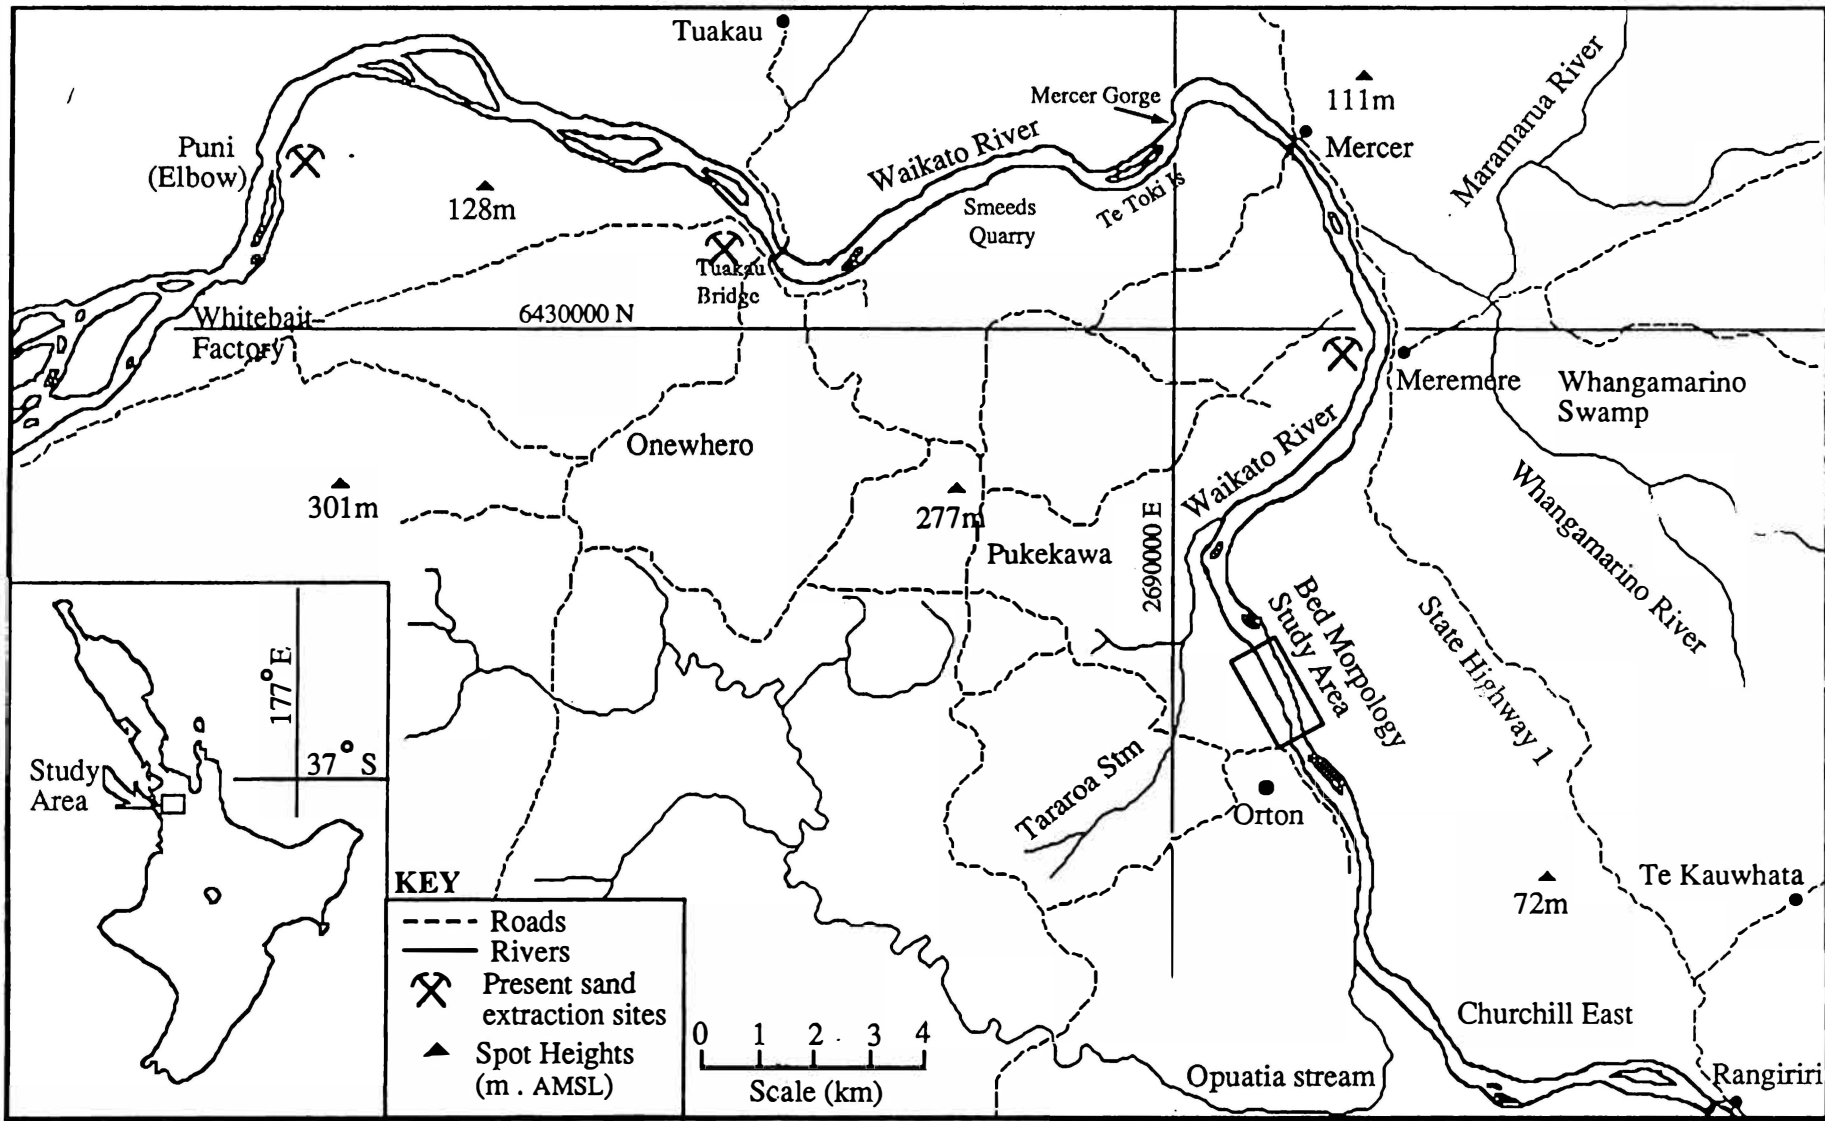 Tuakau
Mercer Gorge
111m
Maramarua River
Puni
(Elbow)
Waikato River
Mercer
128m
Smeeds
Quarry
Te Toki Is
Tuakau
Bridge
Whitebait
Factory
6430000 N
Meremere
Whangamarino
Swamp
Onewhero
Waikato River
301m
277m
Pukekawa
2690000 E
Whangamarino River
Bed Morpology
Study Area
State Highway 1
177° E
37° S
Study
Area
Tararoa Stm
Orton
72m
Te Kauwhata
KEY
Roads
Rivers
Present sand
extraction sites
Spot Heights
(m . AMSL)
0 1 2 3 4
Scale (km)
Churchill East
Opuatia stream
Rangiriri